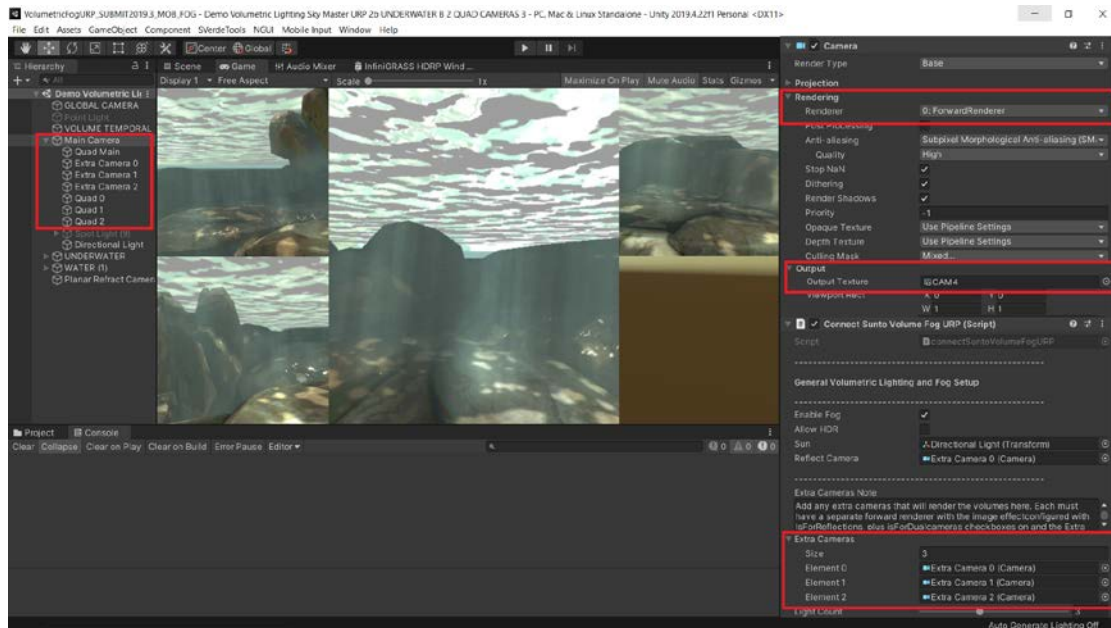 VolumetricFogURP_SUBMIT2019.3_MOB_FOG - Demo Volumetric Lighting Sky Master URP 2b UNDERWATER B 2 QUAD CAMERAS 3 - PC, Mac & Linux Standalone - Unity 2019.4.22f1 Personal <DX11>
File Edit Assets GameObject Component SVerdeTools NGUI Mobile Input Window Help
Center Global
Hierarchy
All
Demo Volumetric Li
GLOBAL CAMERA
Point Light
VOLUME TEMPORAL
Main Camera
Quad Main
Extra Camera 0
Extra Camera 1
Extra Camera 2
Quad 0
Quad 1
Quad 2
Spot Light (9)
Directional Light
UNDERWATER
WATER (1)
Planar Refract Camer
Scene Game Audio Mixer InfiniGRASS HDRP Wind ...
Display 1 Free Aspect Scale 1x Maximize On Play Mute Audio Stats Gizmos
Project Console
Clear Collapse Clear on Play Clear on Build Error Pause Editor
0 0 0
Camera
Render Type Base
Projection
Rendering
Renderer 0: ForwardRenderer
Post Processing
Anti-aliasing Subpixel Morphological Anti-aliasing (SM
Quality High
Stop NaN
Dithering
Render Shadows
Priority -1
Opaque Texture Use Pipeline Settings
Depth Texture Use Pipeline Settings
Culling Mask Mixed...
Output
Output Texture CAM4
Viewport Rect X 0 Y 0
W 1 H 1
Connect Sunto Volume Fog URP (Script)
Script connectSuntoVolumeFogURP
General Volumetric Lighting and Fog Setup
Enable Fog
Allow HDR
Sun Directional Light (Transform)
Reflect Camera Extra Camera 0 (Camera)
Extra Cameras Note
Add any extra cameras that will render the volumes here. Each must
have a separate forward renderer with the image effectconfigured with
isForReflections, plus isForDualcameras checkboxes on and the Extra
Extra Cameras
Size 3
Element 0 Extra Camera 0 (Camera)
Element 1 Extra Camera 1 (Camera)
Element 2 Extra Camera 2 (Camera)
Light Count 3
Auto Generate Lighting Off